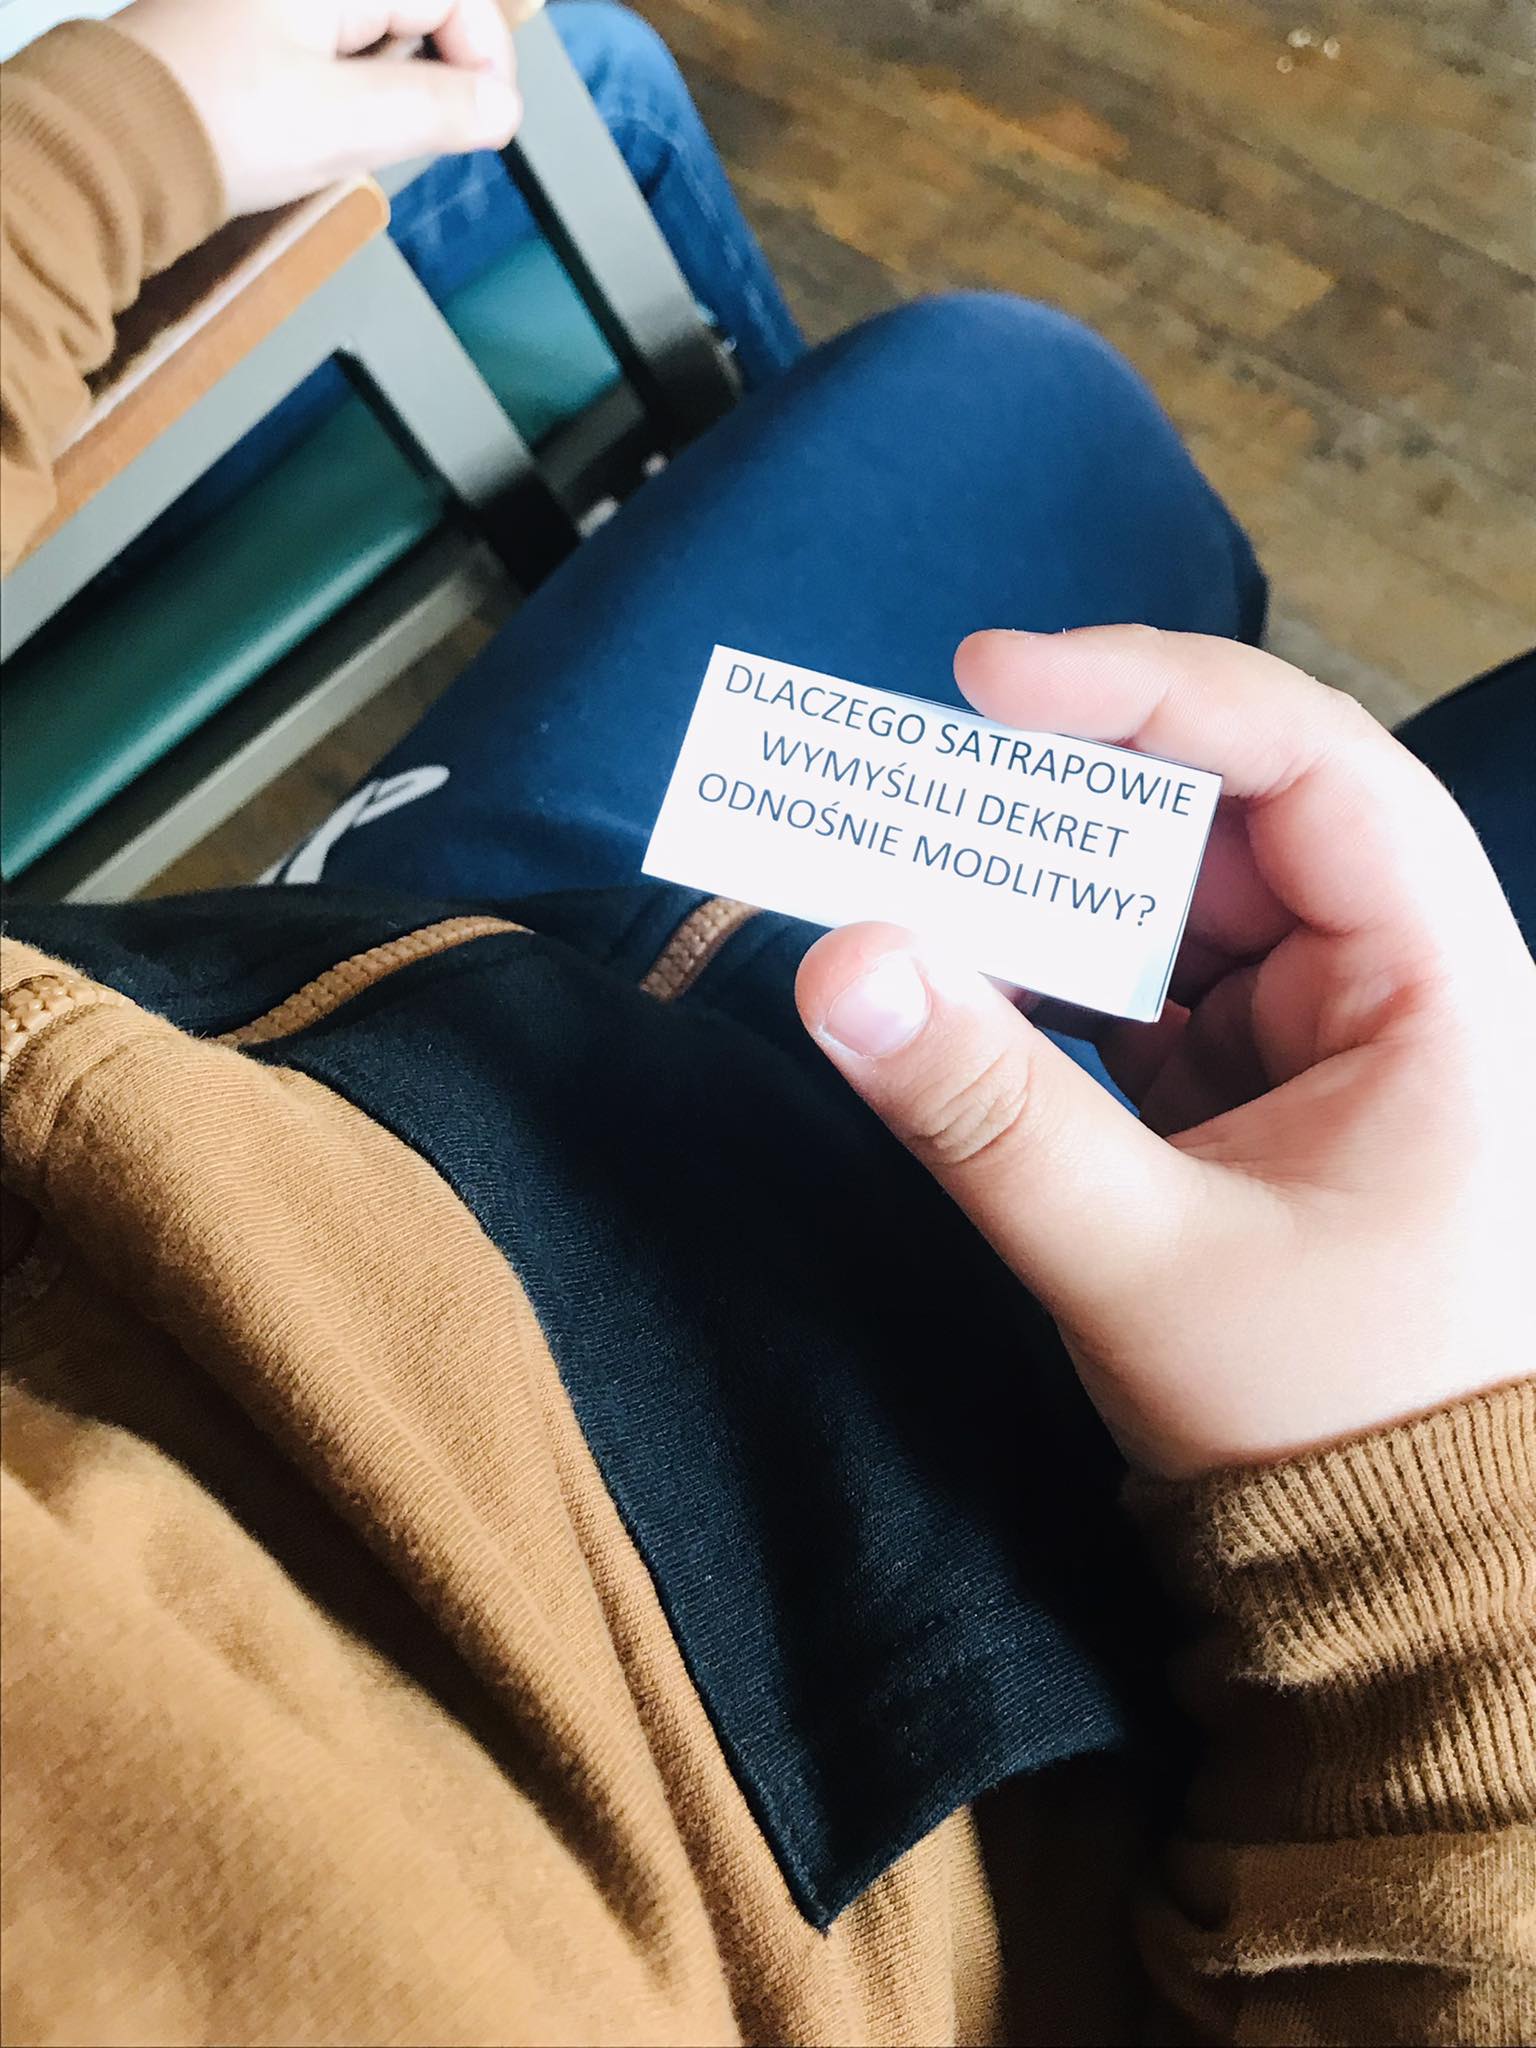 DLACZEGO SATRAPOWIE
WYMYŚLILI DEKRET
ODNOŚNIE MODLITWY?